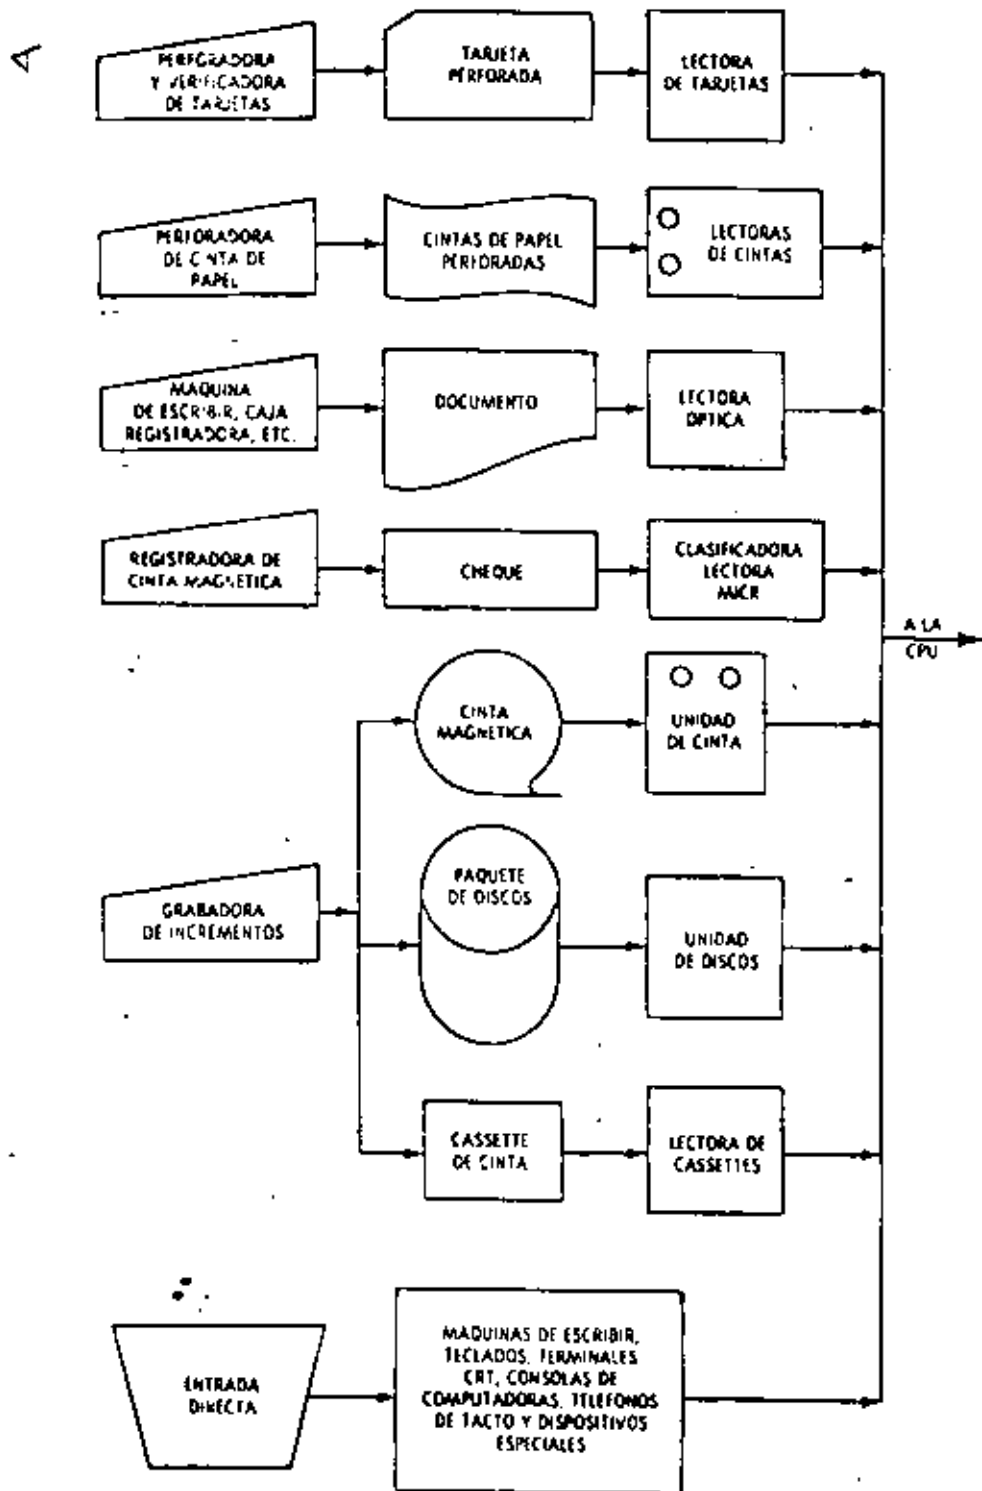 A
PERFORADORA
Y VERIFICADORA
DE TARJETAS
TARJETA
PERFORADA
LECTORA
DE TARJETAS
PERFORADORA
DE CINTA DE
PAPEL
CINTAS DE PAPEL
PERFORADAS
LECTORAS
DE CINTAS
MAQUINA
DE ESCRIBIR, CAJA
REGISTRADORA, ETC.
DOCUMENTO
LECTORA
OPTICA
REGISTRADORA DE
CINTA MAGNETICA
CHEQUE
CLASIFICADORA
LECTORA
MICR
A LA
CPU
CINTA
MAGNETICA
UNIDAD
DE CINTA
GRABADORA
DE INCREMENTOS
PAQUETE
DE DISCOS
UNIDAD
DE DISCOS
CASSETTE
DE CINTA
LECTORA DE
CASSETTES
ENTRADA
DIRECTA
MAQUINAS DE ESCRIBIR,
TECLADOS, TERMINALES
CRT, CONSOLAS DE
COMPUTADORAS, TELEFONOS
DE TACTO Y DISPOSITIVOS
ESPECIALES